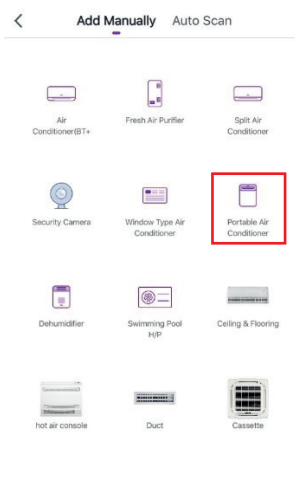 Add Manually Auto Scan
Air Conditioner(BT+
Fresh Air Purifier
Split Air Conditioner
Security Camera
Window Type Air Conditioner
Portable Air Conditioner
Dehumidifier
Swimming Pool H/P
Ceiling & Flooring
hot air console
Duct
Cassette